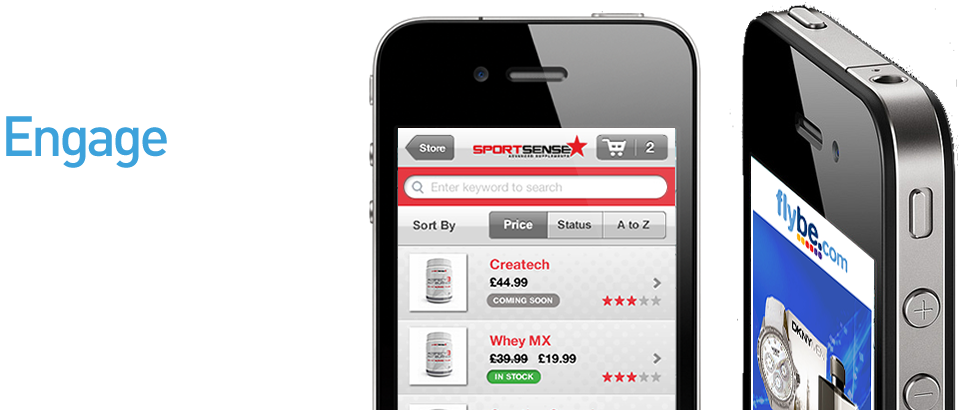 Engage
Store
SPORTSENSE
ADVANCED SUPPLEMENTS
2
Enter keyword to search
Sort By
Price
Status
A to Z
Createch
£44.99
COMING SOON
Whey MX
£39.99 £19.99
IN STOCK
flybe.com
DKNY